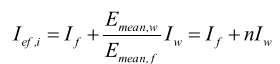 I_{ef,i} = I_f + \frac{E_{mean,w}}{E_{mean,f}} I_w = I_f + nI_w